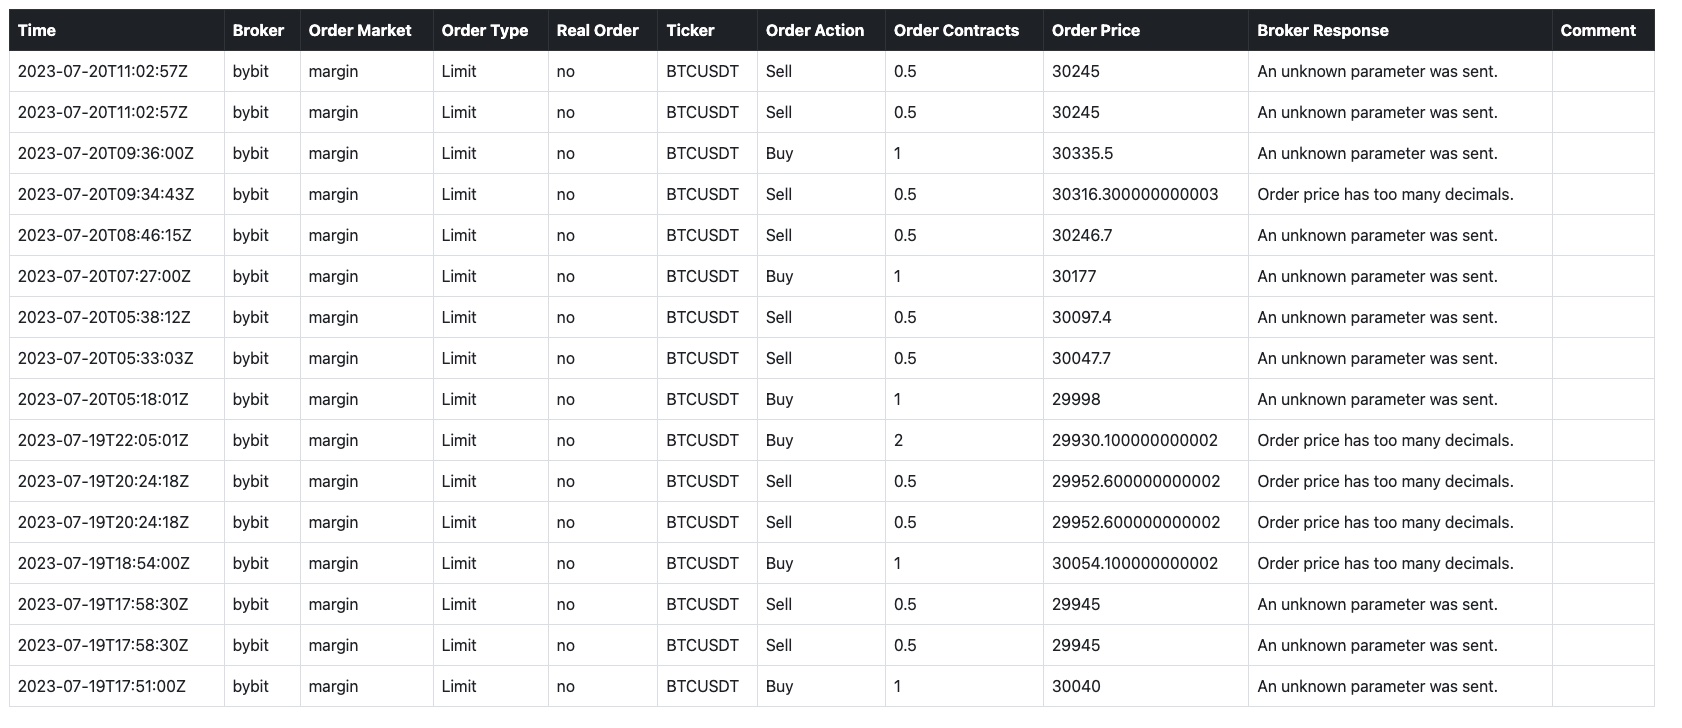 Time Broker Order Market Order Type Real Order Ticker Order Action Order Contracts Order Price Broker Response Comment
2023-07-20T11:02:57Z bybit margin Limit no BTCUSDT Sell 0.5 30245 An unknown parameter was sent.
2023-07-20T11:02:57Z bybit margin Limit no BTCUSDT Sell 0.5 30245 An unknown parameter was sent.
2023-07-20T09:36:00Z bybit margin Limit no BTCUSDT Buy 1 30335.5 An unknown parameter was sent.
2023-07-20T09:34:43Z bybit margin Limit no BTCUSDT Sell 0.5 30316.300000000003 Order price has too many decimals.
2023-07-20T08:46:15Z bybit margin Limit no BTCUSDT Sell 0.5 30246.7 An unknown parameter was sent.
2023-07-20T07:27:00Z bybit margin Limit no BTCUSDT Buy 1 30177 An unknown parameter was sent.
2023-07-20T05:38:12Z bybit margin Limit no BTCUSDT Sell 0.5 30097.4 An unknown parameter was sent.
2023-07-20T05:33:03Z bybit margin Limit no BTCUSDT Sell 0.5 30047.7 An unknown parameter was sent.
2023-07-20T05:18:01Z bybit margin Limit no BTCUSDT Buy 1 29998 An unknown parameter was sent.
2023-07-19T22:05:01Z bybit margin Limit no BTCUSDT Buy 2 29930.100000000002 Order price has too many decimals.
2023-07-19T20:24:18Z bybit margin Limit no BTCUSDT Sell 0.5 29952.600000000002 Order price has too many decimals.
2023-07-19T20:24:18Z bybit margin Limit no BTCUSDT Sell 0.5 29952.600000000002 Order price has too many decimals.
2023-07-19T18:54:00Z bybit margin Limit no BTCUSDT Buy 1 30054.100000000002 Order price has too many decimals.
2023-07-19T17:58:30Z bybit margin Limit no BTCUSDT Sell 0.5 29945 An unknown parameter was sent.
2023-07-19T17:58:30Z bybit margin Limit no BTCUSDT Sell 0.5 29945 An unknown parameter was sent.
2023-07-19T17:51:00Z bybit margin Limit no BTCUSDT Buy 1 30040 An unknown parameter was sent.